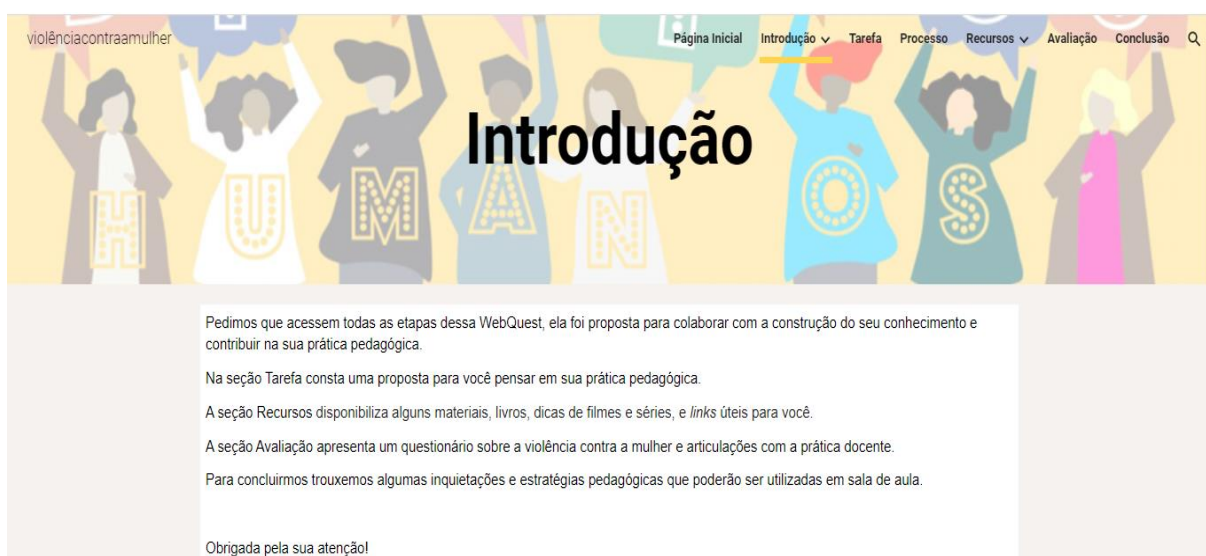 violênciacontraamulher
Página Inicial Introdução Tarefa Processo Recursos Avaliação Conclusão
Introdução
HUMANOS
Pedimos que acessem todas as etapas dessa WebQuest, ela foi proposta para colaborar com a construção do seu conhecimento e
contribuir na sua prática pedagógica.
Na seção Tarefa consta uma proposta para você pensar em sua prática pedagógica.
A seção Recursos disponibiliza alguns materiais, livros, dicas de filmes e séries, e links úteis para você.
A seção Avaliação apresenta um questionário sobre a violência contra a mulher e articulações com a prática docente.
Para concluirmos trouxemos algumas inquietações e estratégias pedagógicas que poderão ser utilizadas em sala de aula.
Obrigada pela sua atenção!